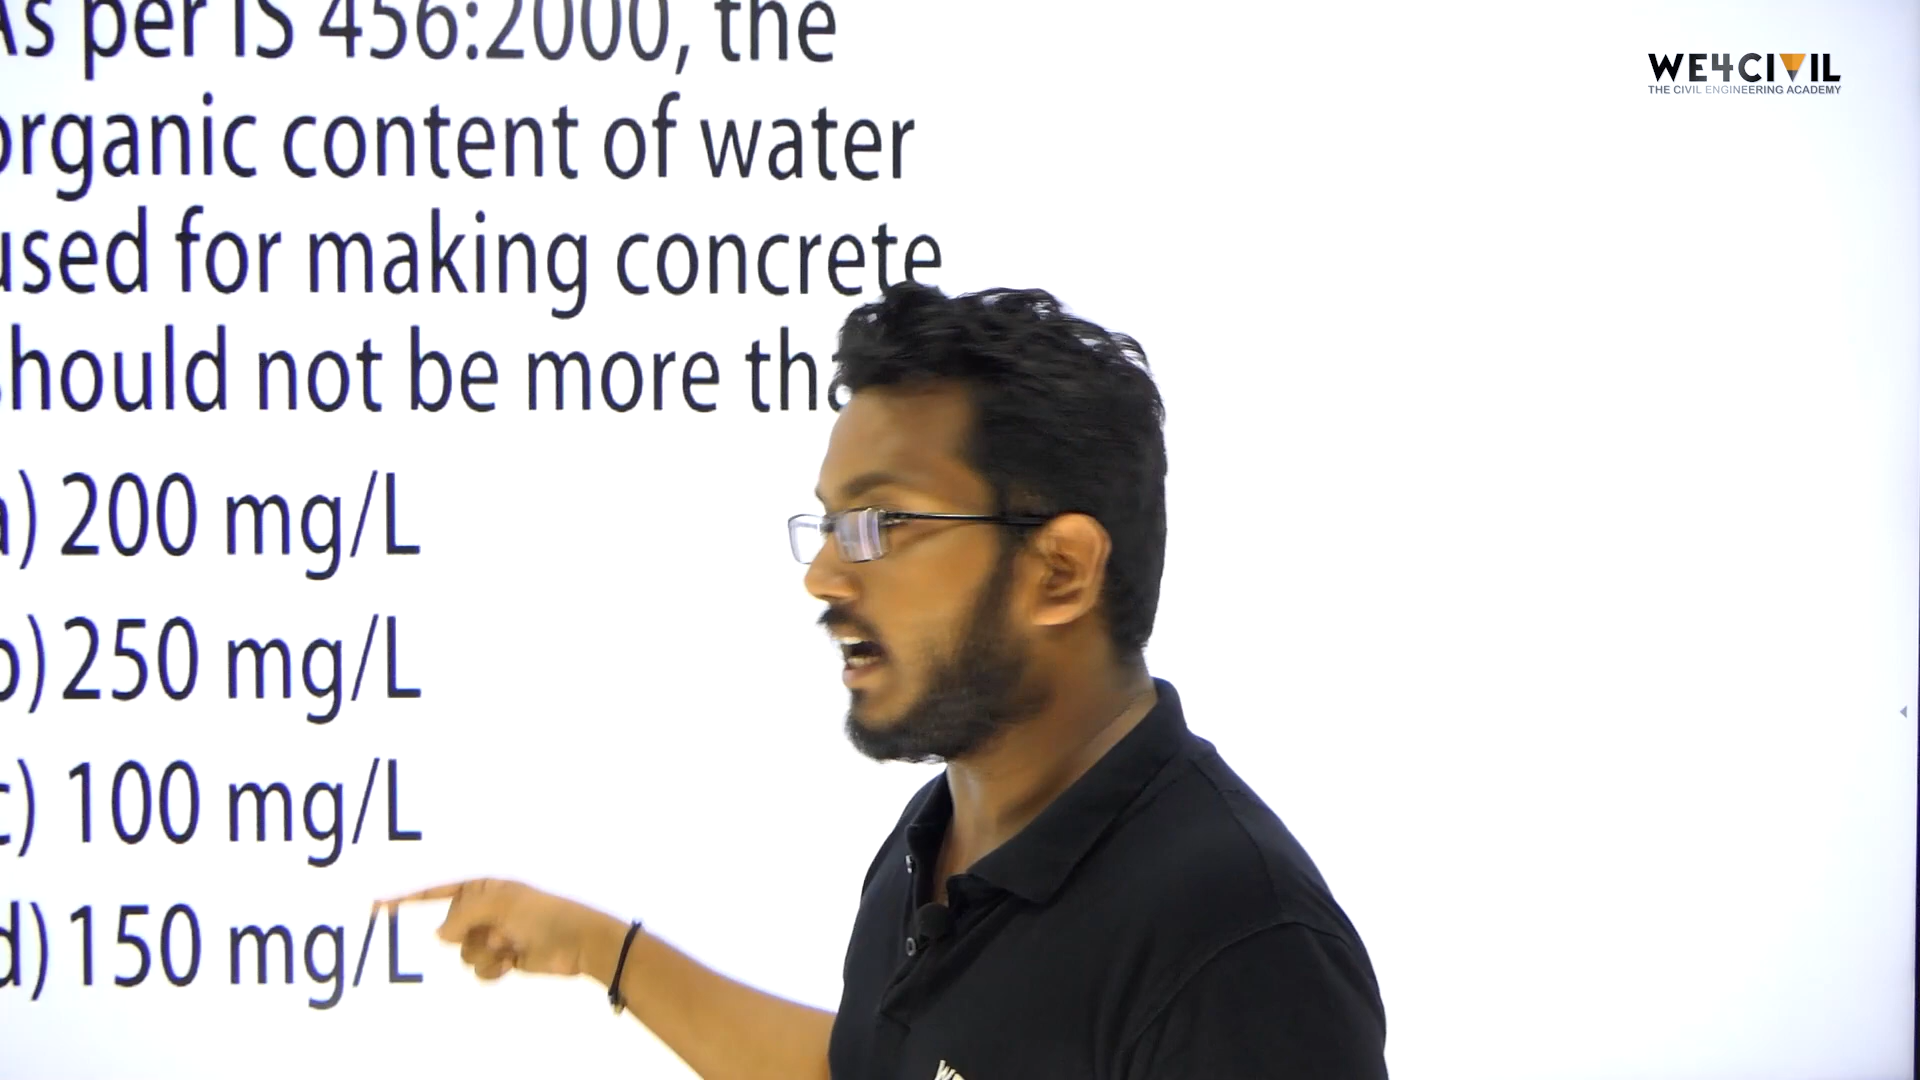 As per IS 456:2000, the
organic content of water
used for making concrete
should not be more tha
a) 200 mg/L
b) 250 mg/L
c) 100 mg/L
d) 150 mg/L
WE4CIVIL
THE CIVIL ENGINEERING ACADEMY